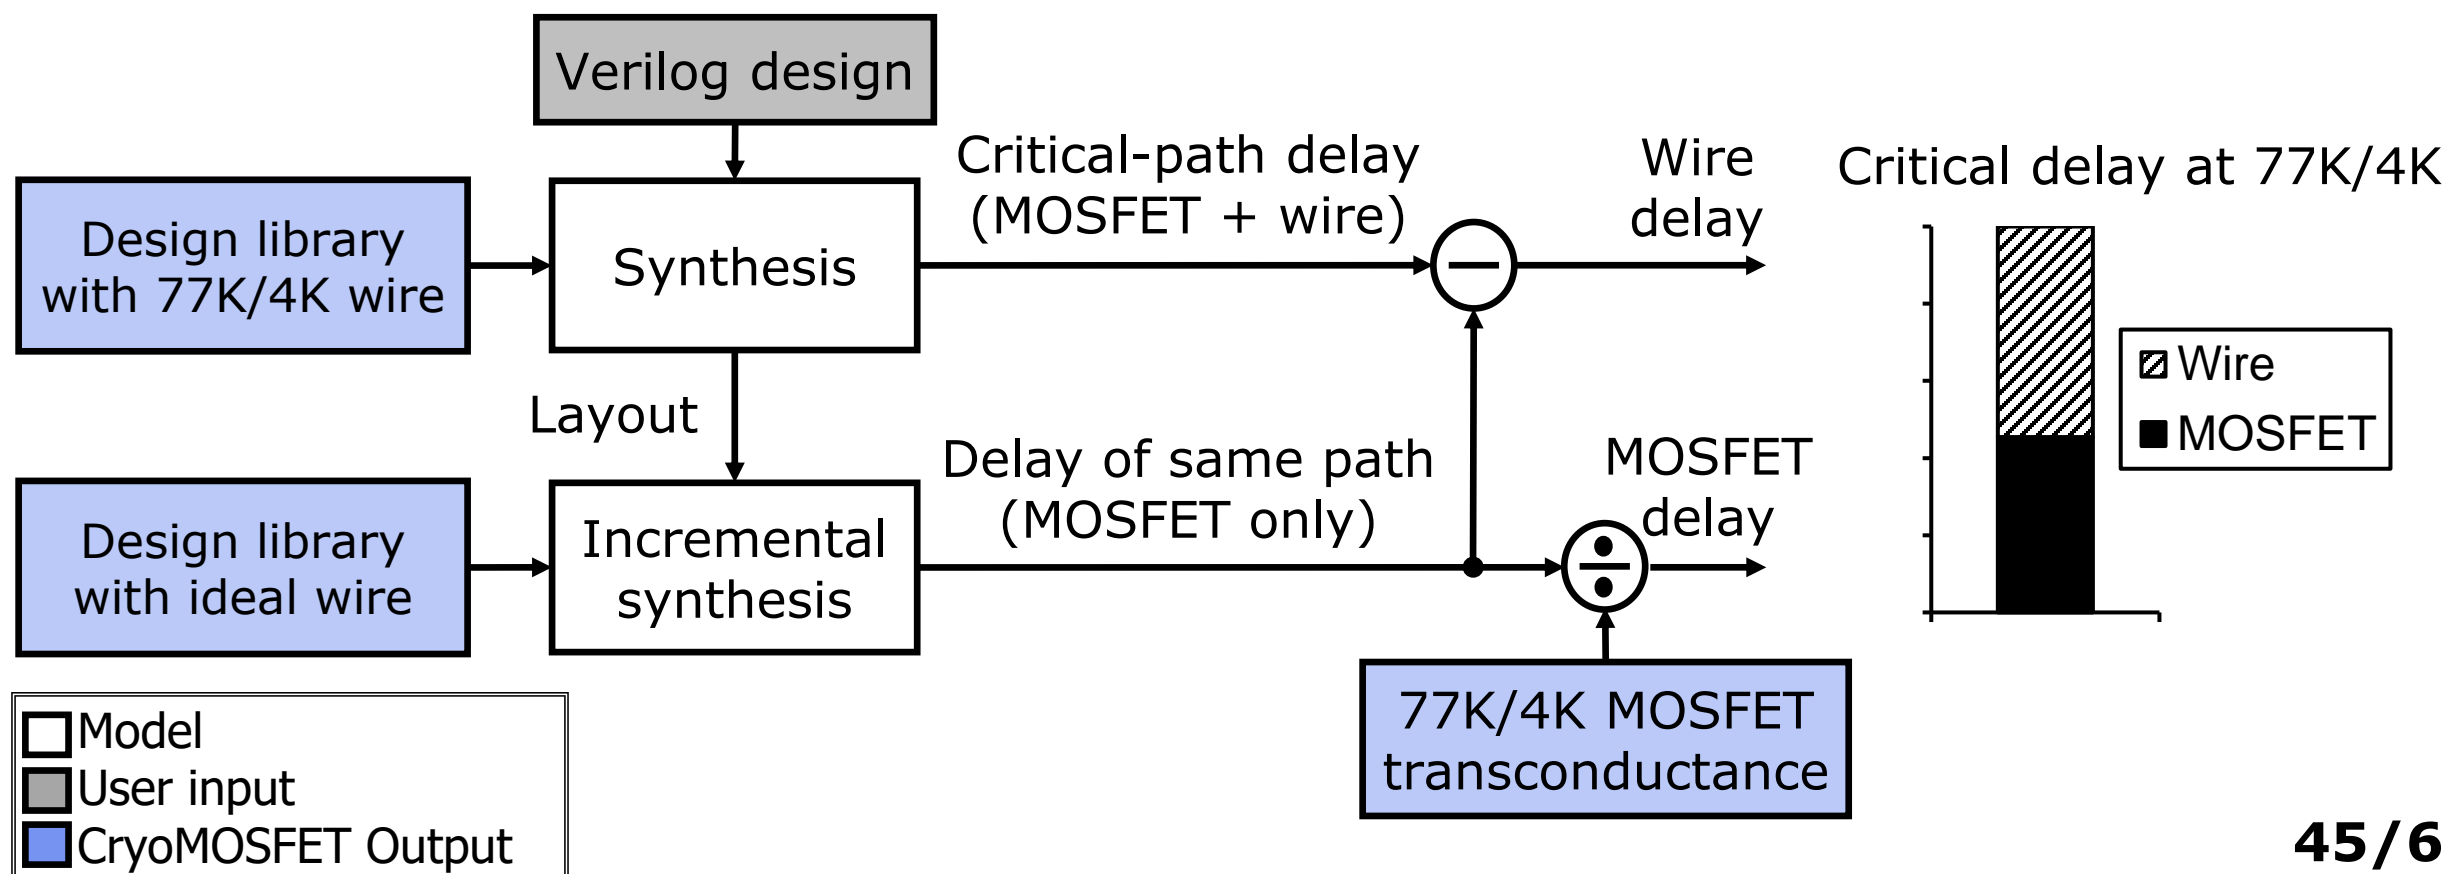 Verilog design
Critical-path delay
(MOSFET + wire)
Wire
delay
Critical delay at 77K/4K
Design library
with 77K/4K wire
Synthesis
Wire
MOSFET
Layout
Delay of same path
(MOSFET only)
MOSFET
delay
Design library
with ideal wire
Incremental
synthesis
77K/4K MOSFET
transconductance
Model
User input
CryoMOSFET Output
45/6